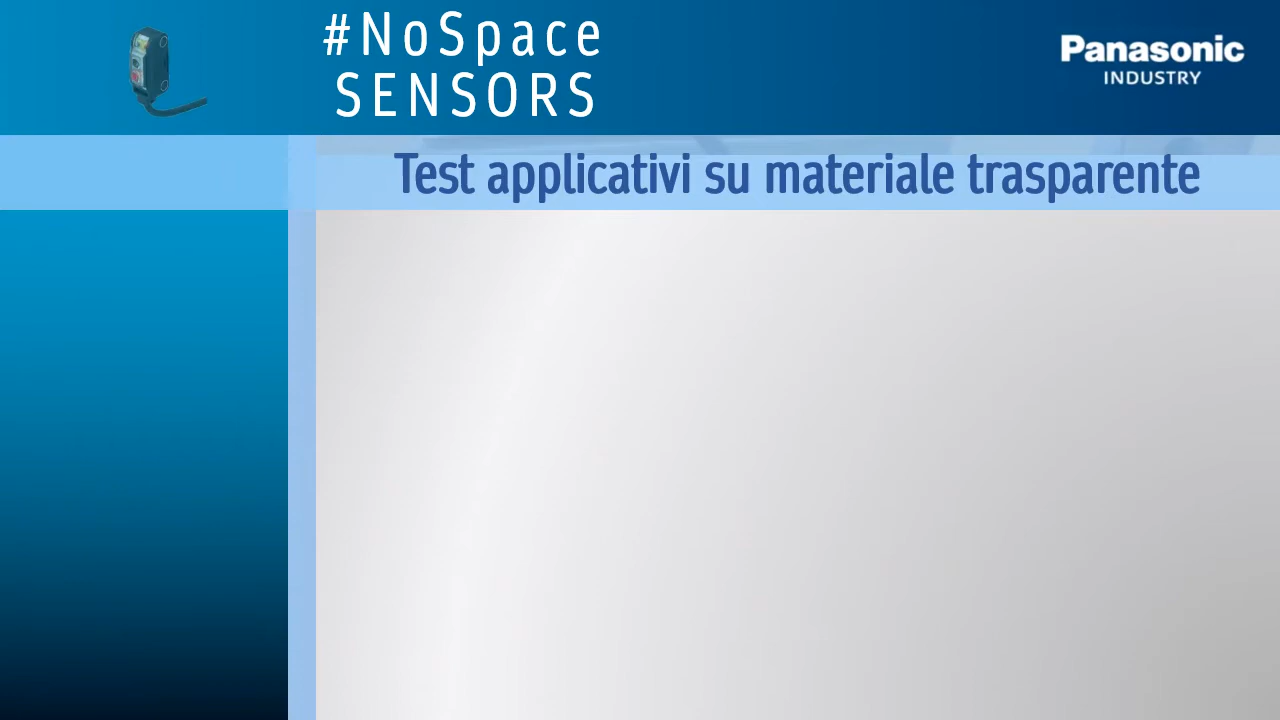 #NoSpace
SENSORS
Panasonic
INDUSTRY
Test applicativi su materiale trasparente